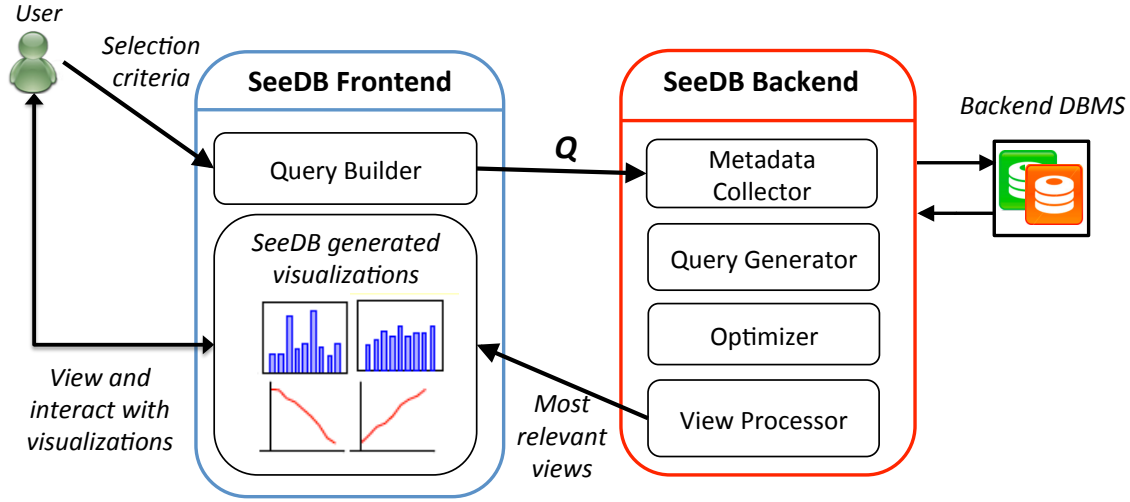 User
Selection
criteria
SeeDB Frontend
Query Builder
SeeDB generated
visualizations
View and
interact with
visualizations
Q
Most
relevant
views
SeeDB Backend
Metadata
Collector
Query Generator
Optimizer
View Processor
Backend DBMS